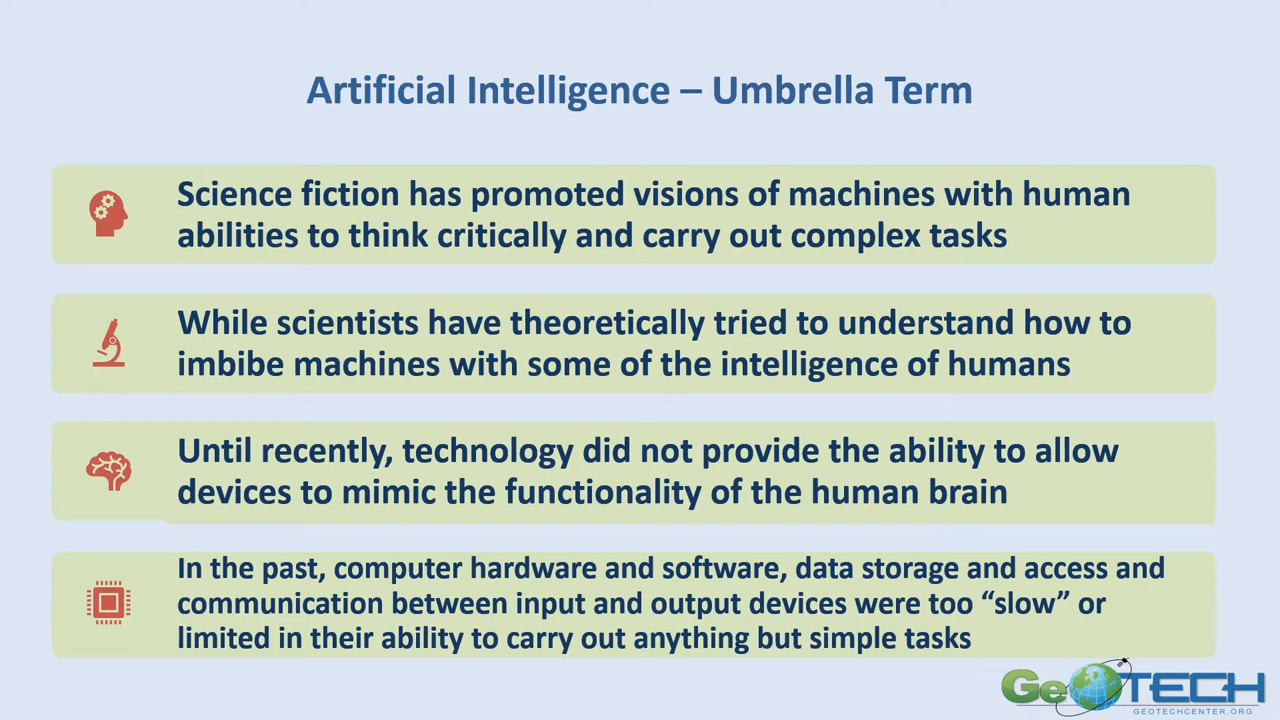 Artificial Intelligence – Umbrella Term
Science fiction has promoted visions of machines with human
abilities to think critically and carry out complex tasks
While scientists have theoretically tried to understand how to
imbibe machines with some of the intelligence of humans
Until recently, technology did not provide the ability to allow
devices to mimic the functionality of the human brain
In the past, computer hardware and software, data storage and access and
communication between input and output devices were too “slow” or
limited in their ability to carry out anything but simple tasks
GeoTECH
GEOTECHCENTER.ORG